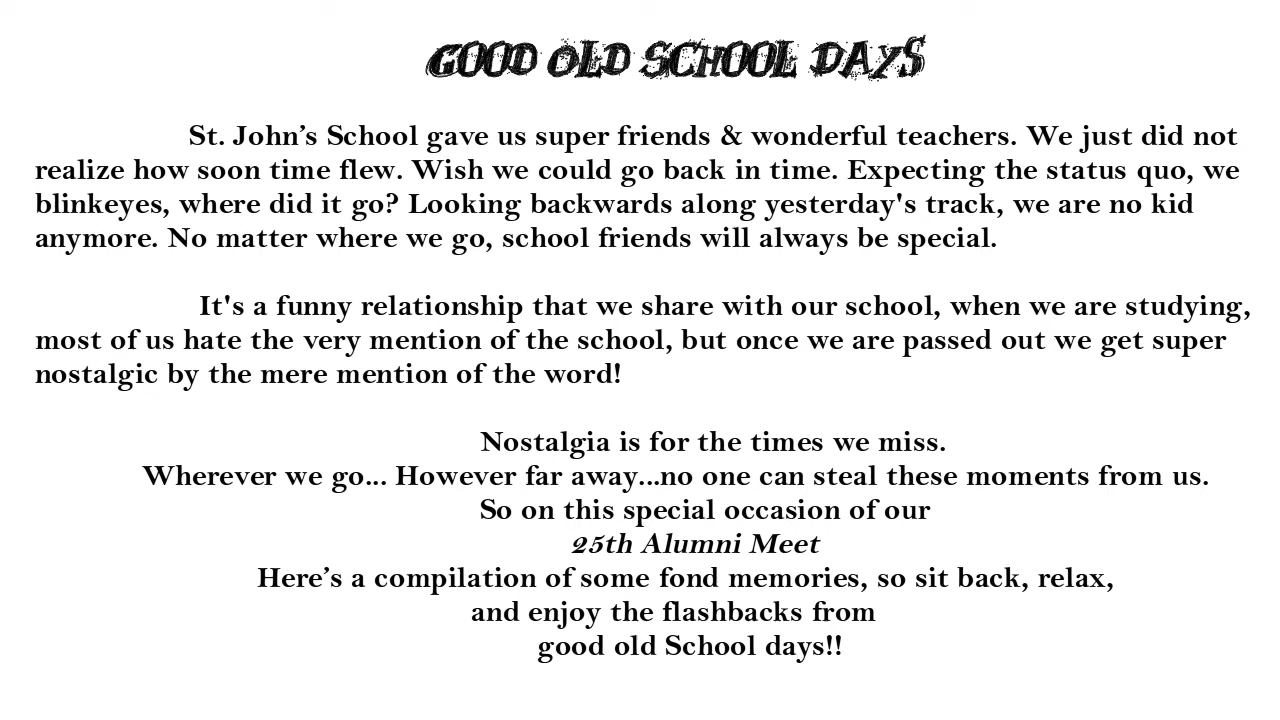 GOOD OLD SCHOOL DAYS
St. John’s School gave us super friends & wonderful teachers. We just did not
realize how soon time flew. Wish we could go back in time. Expecting the status quo, we
blinkeyes, where did it go? Looking backwards along yesterday's track, we are no kid
anymore. No matter where we go, school friends will always be special.
It's a funny relationship that we share with our school, when we are studying,
most of us hate the very mention of the school, but once we are passed out we get super
nostalgic by the mere mention of the word!
Nostalgia is for the times we miss.
Wherever we go... However far away...no one can steal these moments from us.
So on this special occasion of our
25th Alumni Meet
Here’s a compilation of some fond memories, so sit back, relax,
and enjoy the flashbacks from
good old School days!!